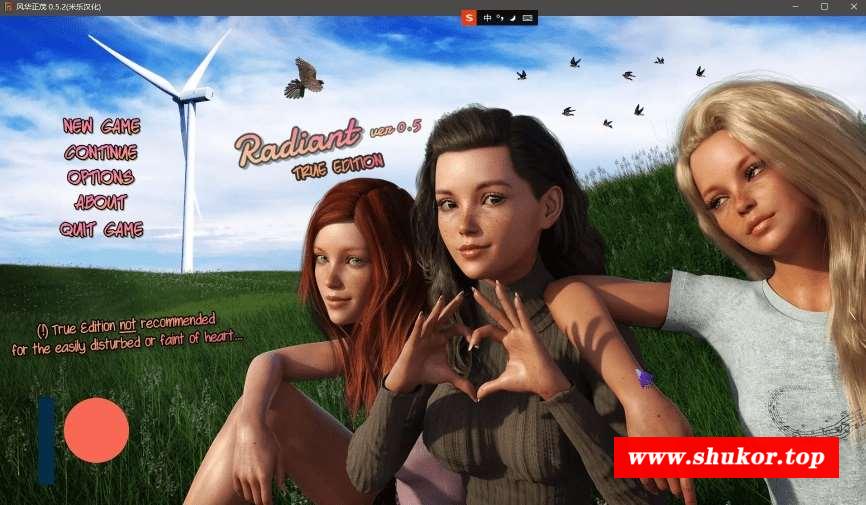 风华正茂 0.5.2(米乐汉化)
S 中
NEW GAME
CONTINUE
OPTIONS
ABOUT
QUIT GAME
Radiant ver 0.5
TRUE EDITION
(!) True Edition not recommended
for the easily disturbed or faint of heart...
www.shukor.top